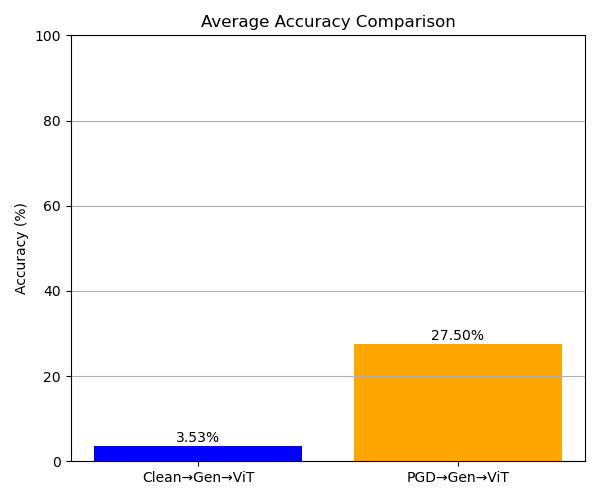 Average Accuracy Comparison
100
80
60
40
20
0
Accuracy (%)
3.53%
27.50%
Clean→Gen→ViT
PGD→Gen→ViT